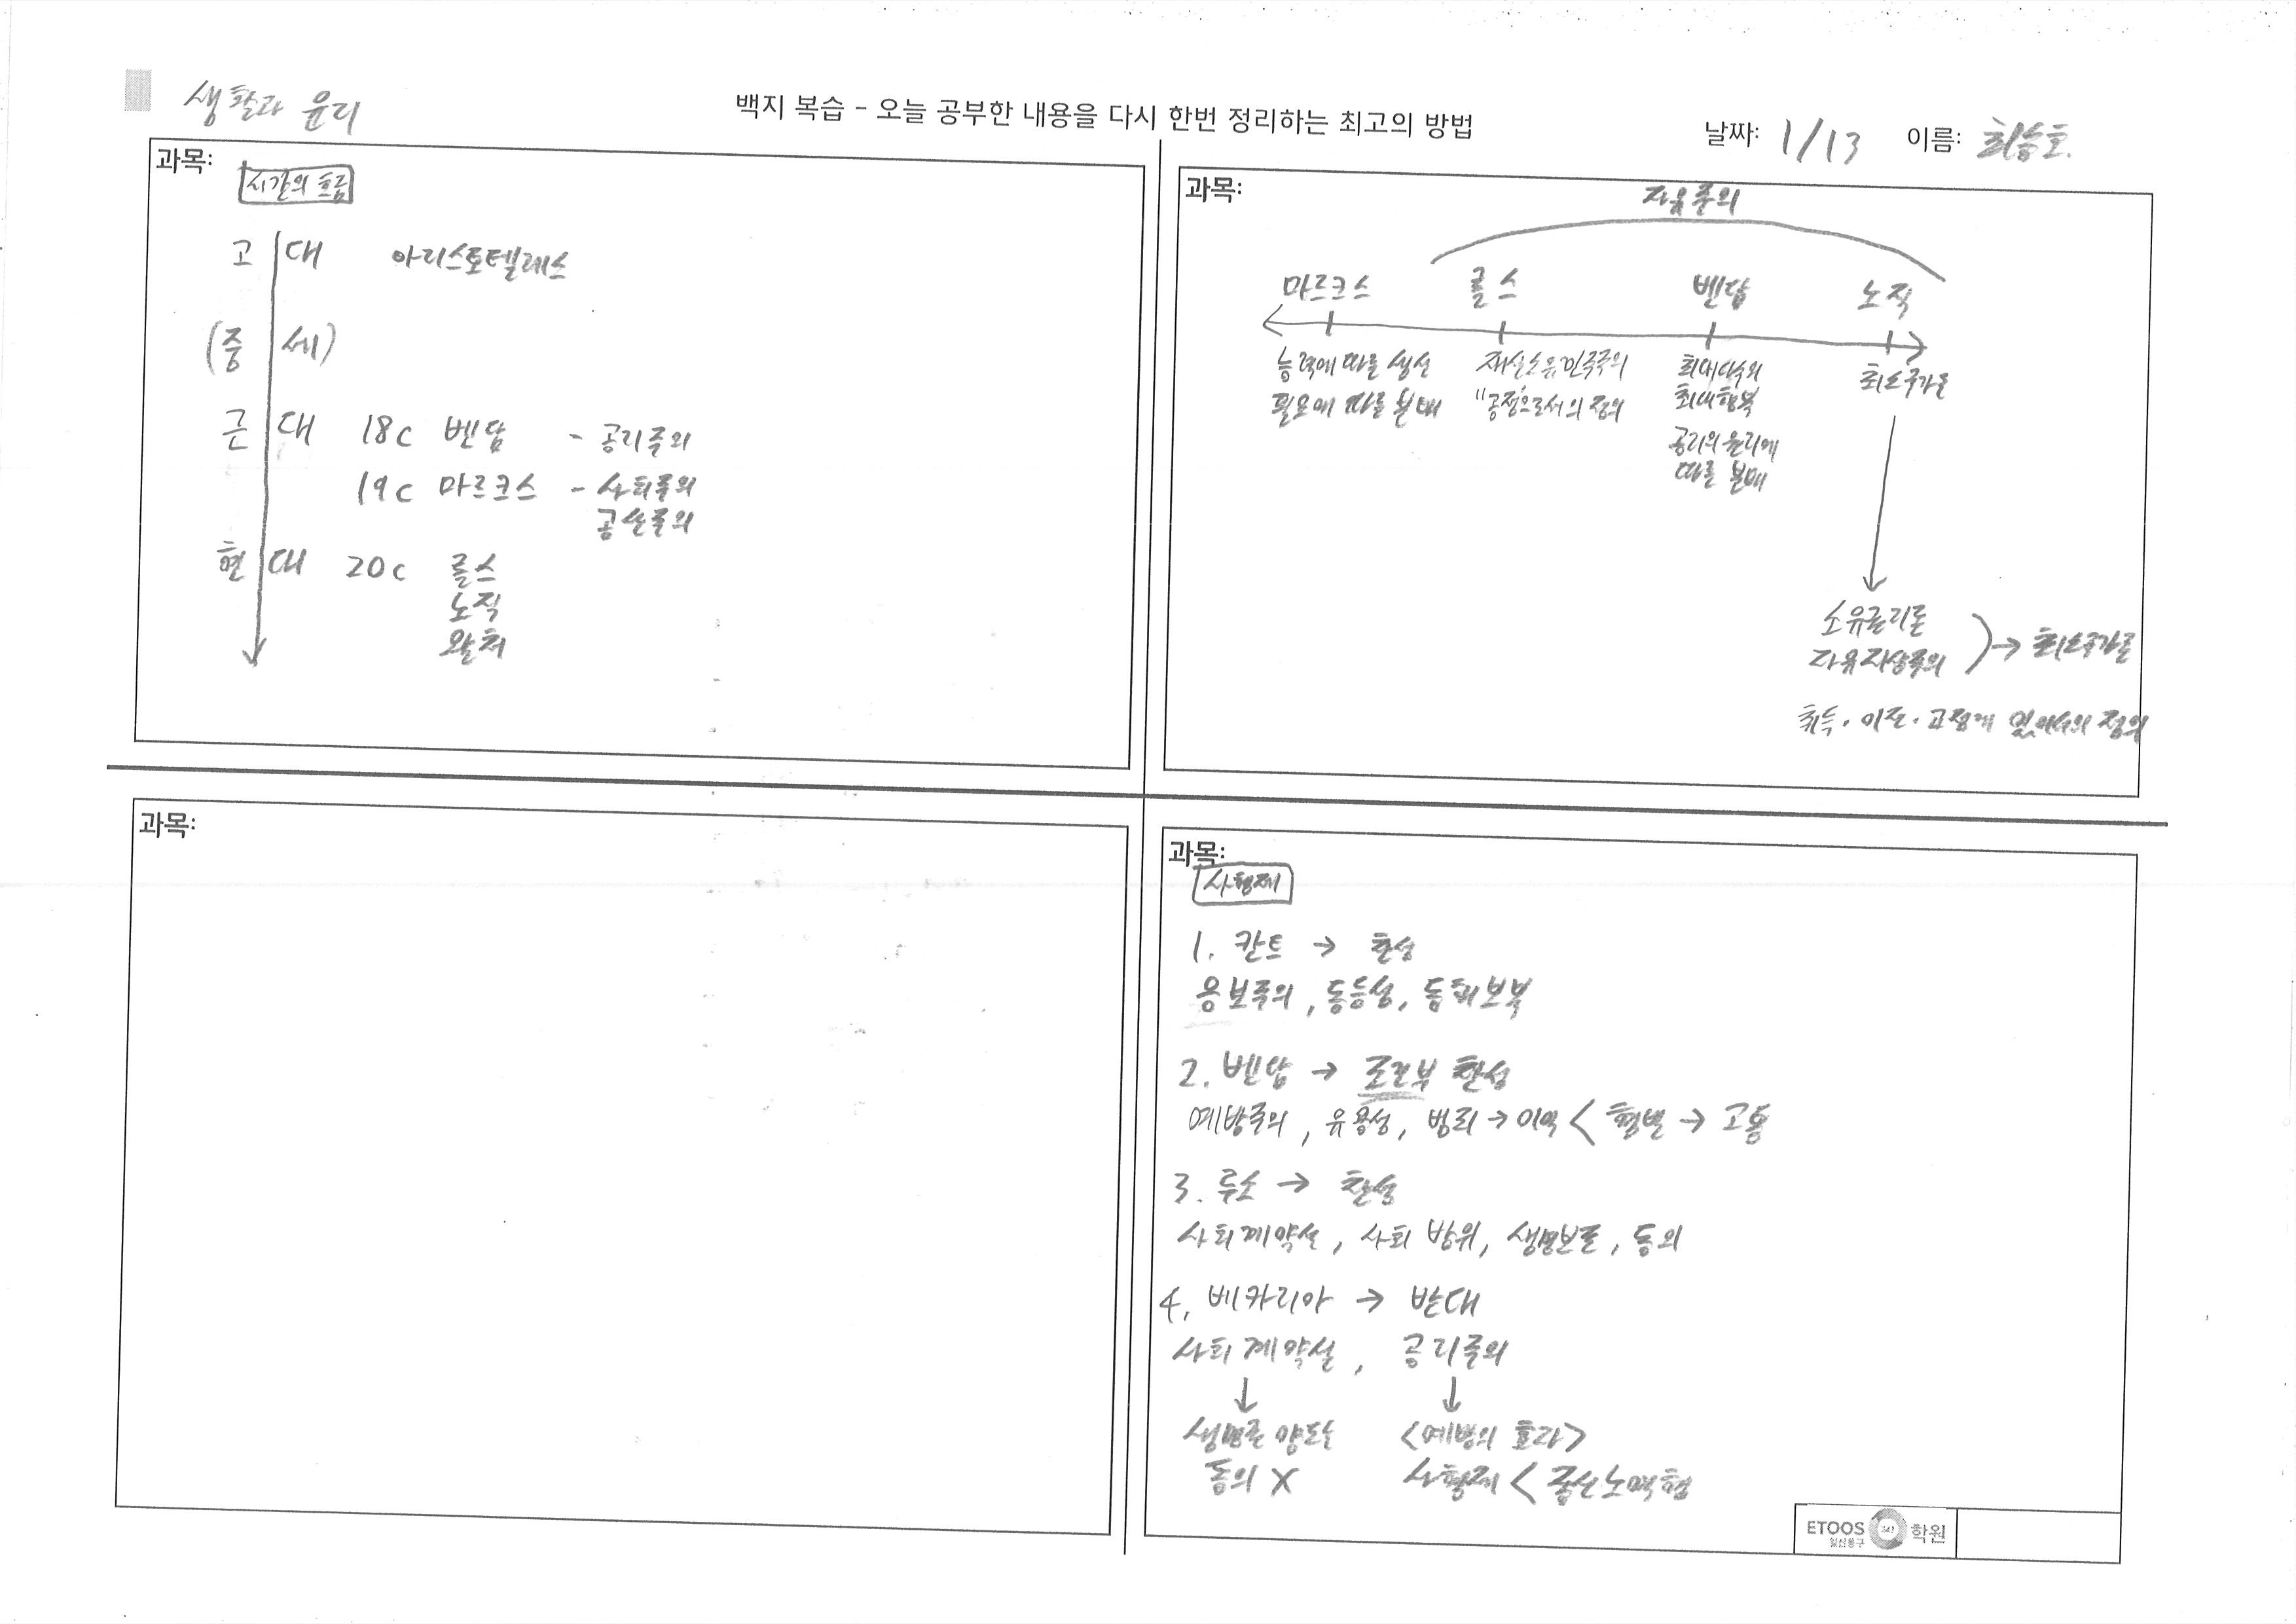 생활과 윤리
백지 복습 - 오늘 공부한 내용을 다시 한번 정리하는 최고의 방법
날짜: 1/13 이름: 최승호.
과목:
시간의 흐름
고대 아리스토텔레스
(중세)
근대 18c 벤담 - 공리주의
19c 마르크스 - 사회주의
공산주의
현대 20c 롤스
노직
왈처
과목:
자유주의
마르크스 롤스 벤담 노직
능력에 따른 생산
필요에 따른 분배
재산소유민주주의
"공정으로서의 정의
최대다수의
최대행복
공리의 원리에
따른 분배
최소국가론
소유권리론
자유지상주의
→ 최소국가론
취득·이전·교정에 있어서의 정의
과목:
과목:
사형제
1. 칸트 → 찬성
응보주의, 동등성, 동해보복
2. 벤담 → 조건부 찬성
예방주의, 유용성, 범죄→이익 < 형벌 → 고통
3. 루소 → 찬성
사회계약설, 사회 방위, 생명보존, 동의
4. 베카리아 → 반대
사회계약설, 공리주의
↓ ↓
생명권 양도는 <예방의 효과>
동의 X 사형제 < 종신노역형
ETOOS 247 학원
일산동구